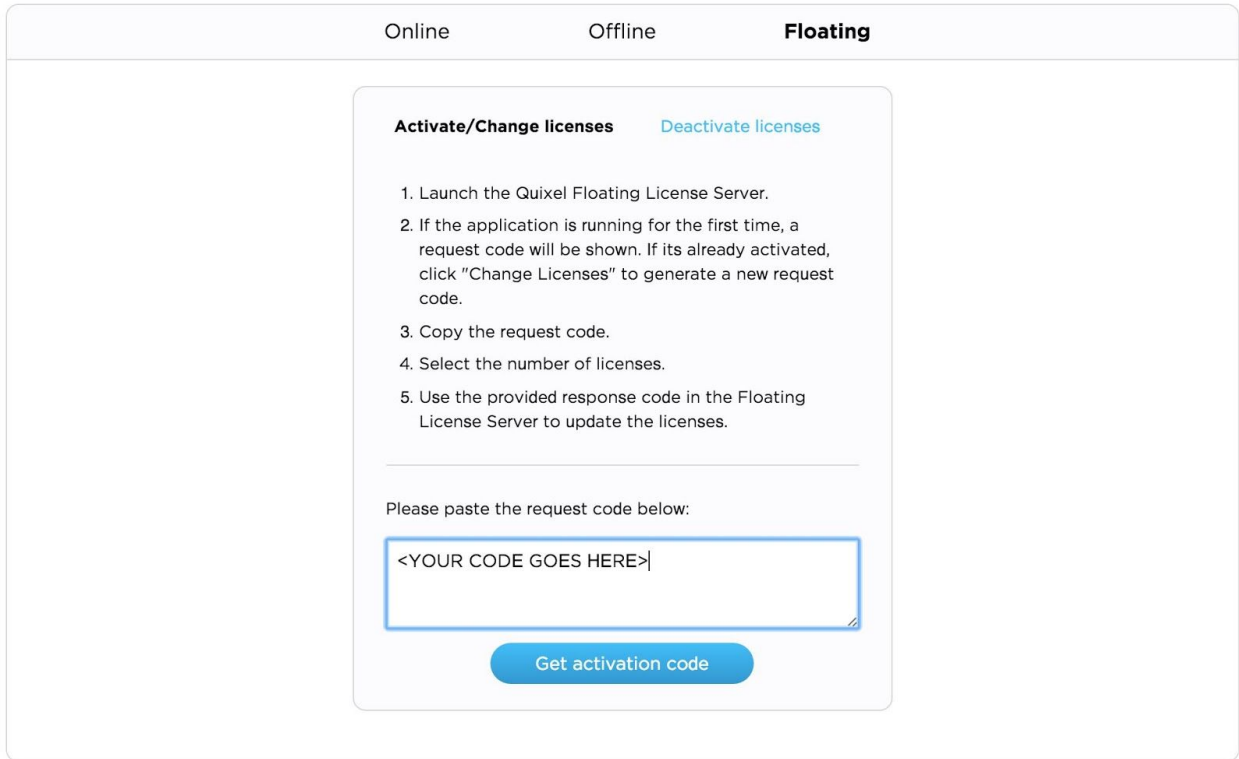 Online Offline Floating
Activate/Change licenses Deactivate licenses
1. Launch the Quixel Floating License Server.
2. If the application is running for the first time, a
request code will be shown. If its already activated,
click "Change Licenses" to generate a new request
code.
3. Copy the request code.
4. Select the number of licenses.
5. Use the provided response code in the Floating
License Server to update the licenses.
Please paste the request code below:
<YOUR CODE GOES HERE>
Get activation code